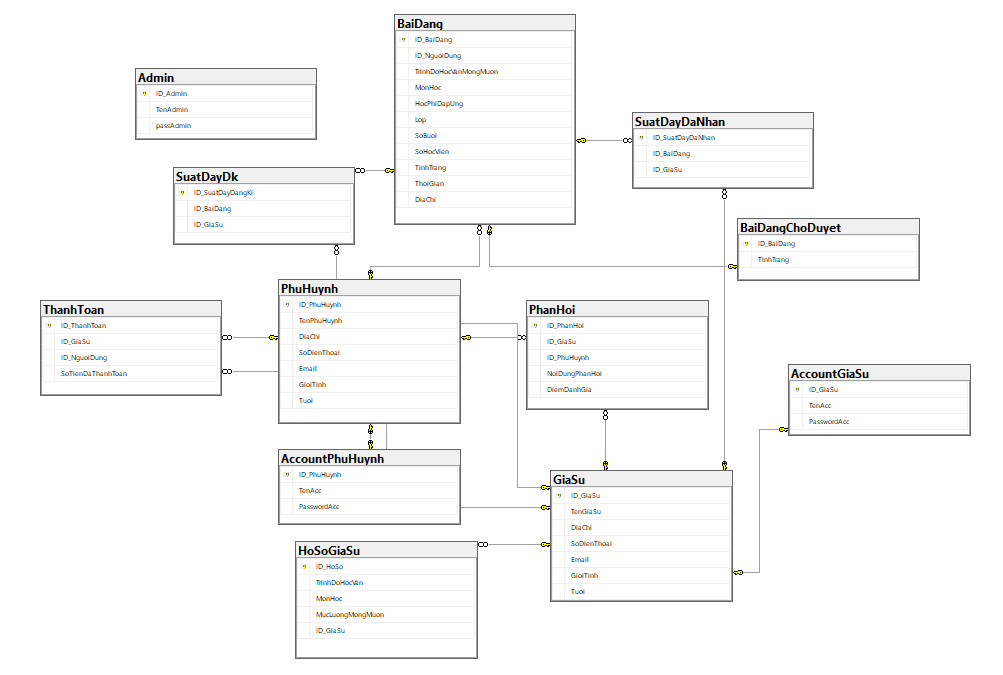 BaiDang
ID_BaiDang
ID_NguoiDung
TrinhDoHocVanMongMuon
MonHoc
HocPhiDapUng
Lop
SoBuoi
SoHocVien
TinhTrang
ThoiGian
DiaChi
Admin
ID_Admin
TenAdmin
passAdmin
SuatDayDaNhan
ID_SuatDayDaNhan
ID_BaiDang
ID_GiaSu
SuatDayDk
ID_SuatDayDangKi
ID_BaiDang
ID_GiaSu
BaiDangChoDuyet
ID_BaiDang
TinhTrang
PhuHuynh
ID_PhuHuynh
TenPhuHuynh
DiaChi
SoDienThoai
Email
GioiTinh
Tuoi
ThanhToan
ID_ThanhToan
ID_GiaSu
ID_NguoiDung
SoTienDaThanhToan
PhanHoi
ID_PhanHoi
ID_GiaSu
ID_PhuHuynh
NoiDungPhanHoi
DiemDanhGia
AccountGiaSu
ID_GiaSu
TenAcc
PasswordAcc
AccountPhuHuynh
ID_PhuHuynh
TenAcc
PasswordAcc
GiaSu
ID_GiaSu
TenGiaSu
DiaChi
SoDienThoai
Email
GioiTinh
Tuoi
HoSoGiaSu
ID_HoSo
TrinhDoHocVan
MonHoc
MucLuongMongMuon
ID_GiaSu